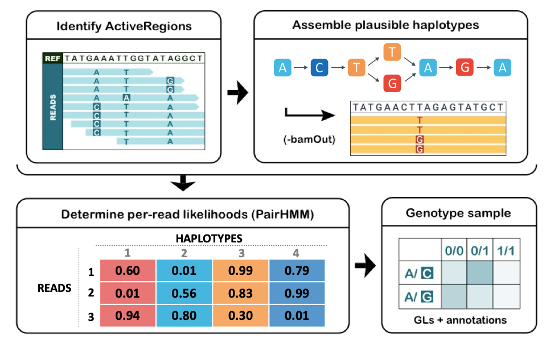 Identify ActiveRegions
REF TATGAAATTGGTATAGGCT
READS
A T
A T G
A T G
A A A
C T A
C T A
C T A
C T A
T A
Assemble plausible haplotypes
A C T T G A G A
(-bamOut)
TATGAACTTAGAGTATGCT
T
T
G
G
Determine per-read likelihoods (PairHMM)
HAPLOTYPES
1 2 3 4
READS
1 0.60 0.01 0.99 0.79
2 0.01 0.56 0.83 0.99
3 0.94 0.80 0.30 0.01
Genotype sample
0/0 0/1 1/1
A/ C
A/ G
GLs + annotations